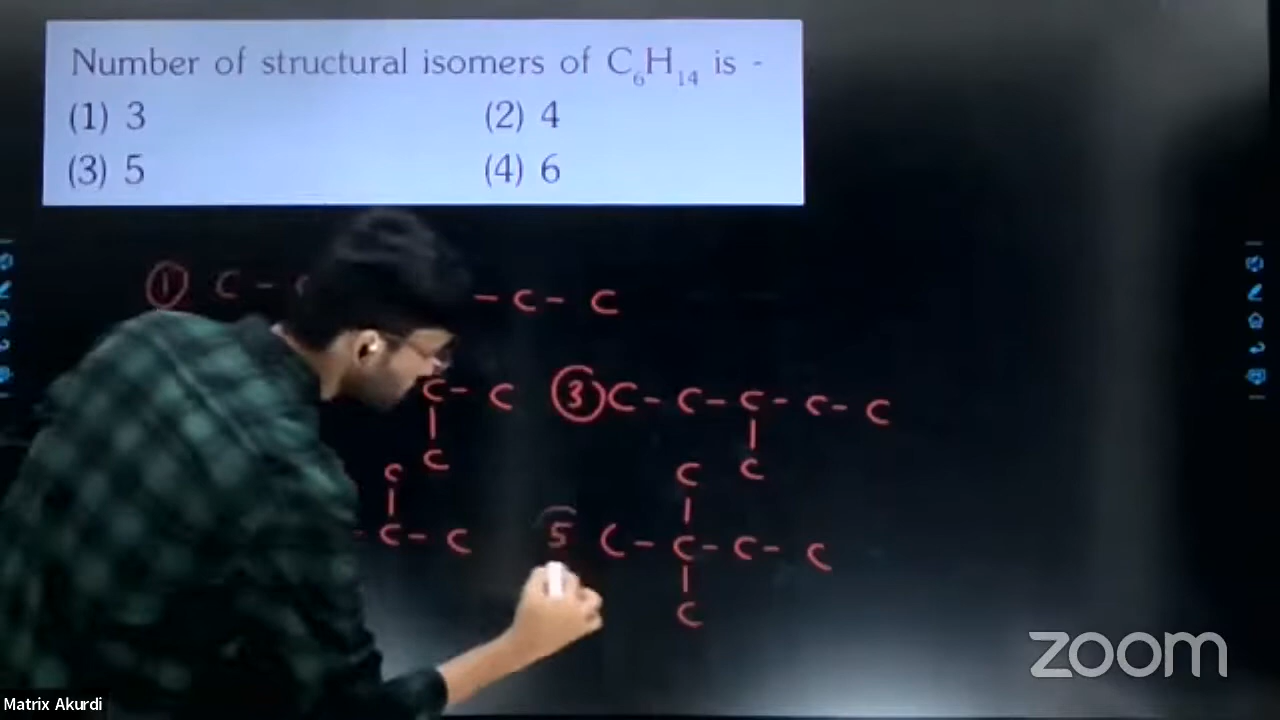 Number of structural isomers of C₆H₁₄ is -
(1) 3 (2) 4
(3) 5 (4) 6
① C - C
- C - C
C - C
|
C
③ C - C - C - C - C
|
C
C
|
- C - C
C
|
5 C - C - C - C
|
C
zoom
Matrix Akurdi